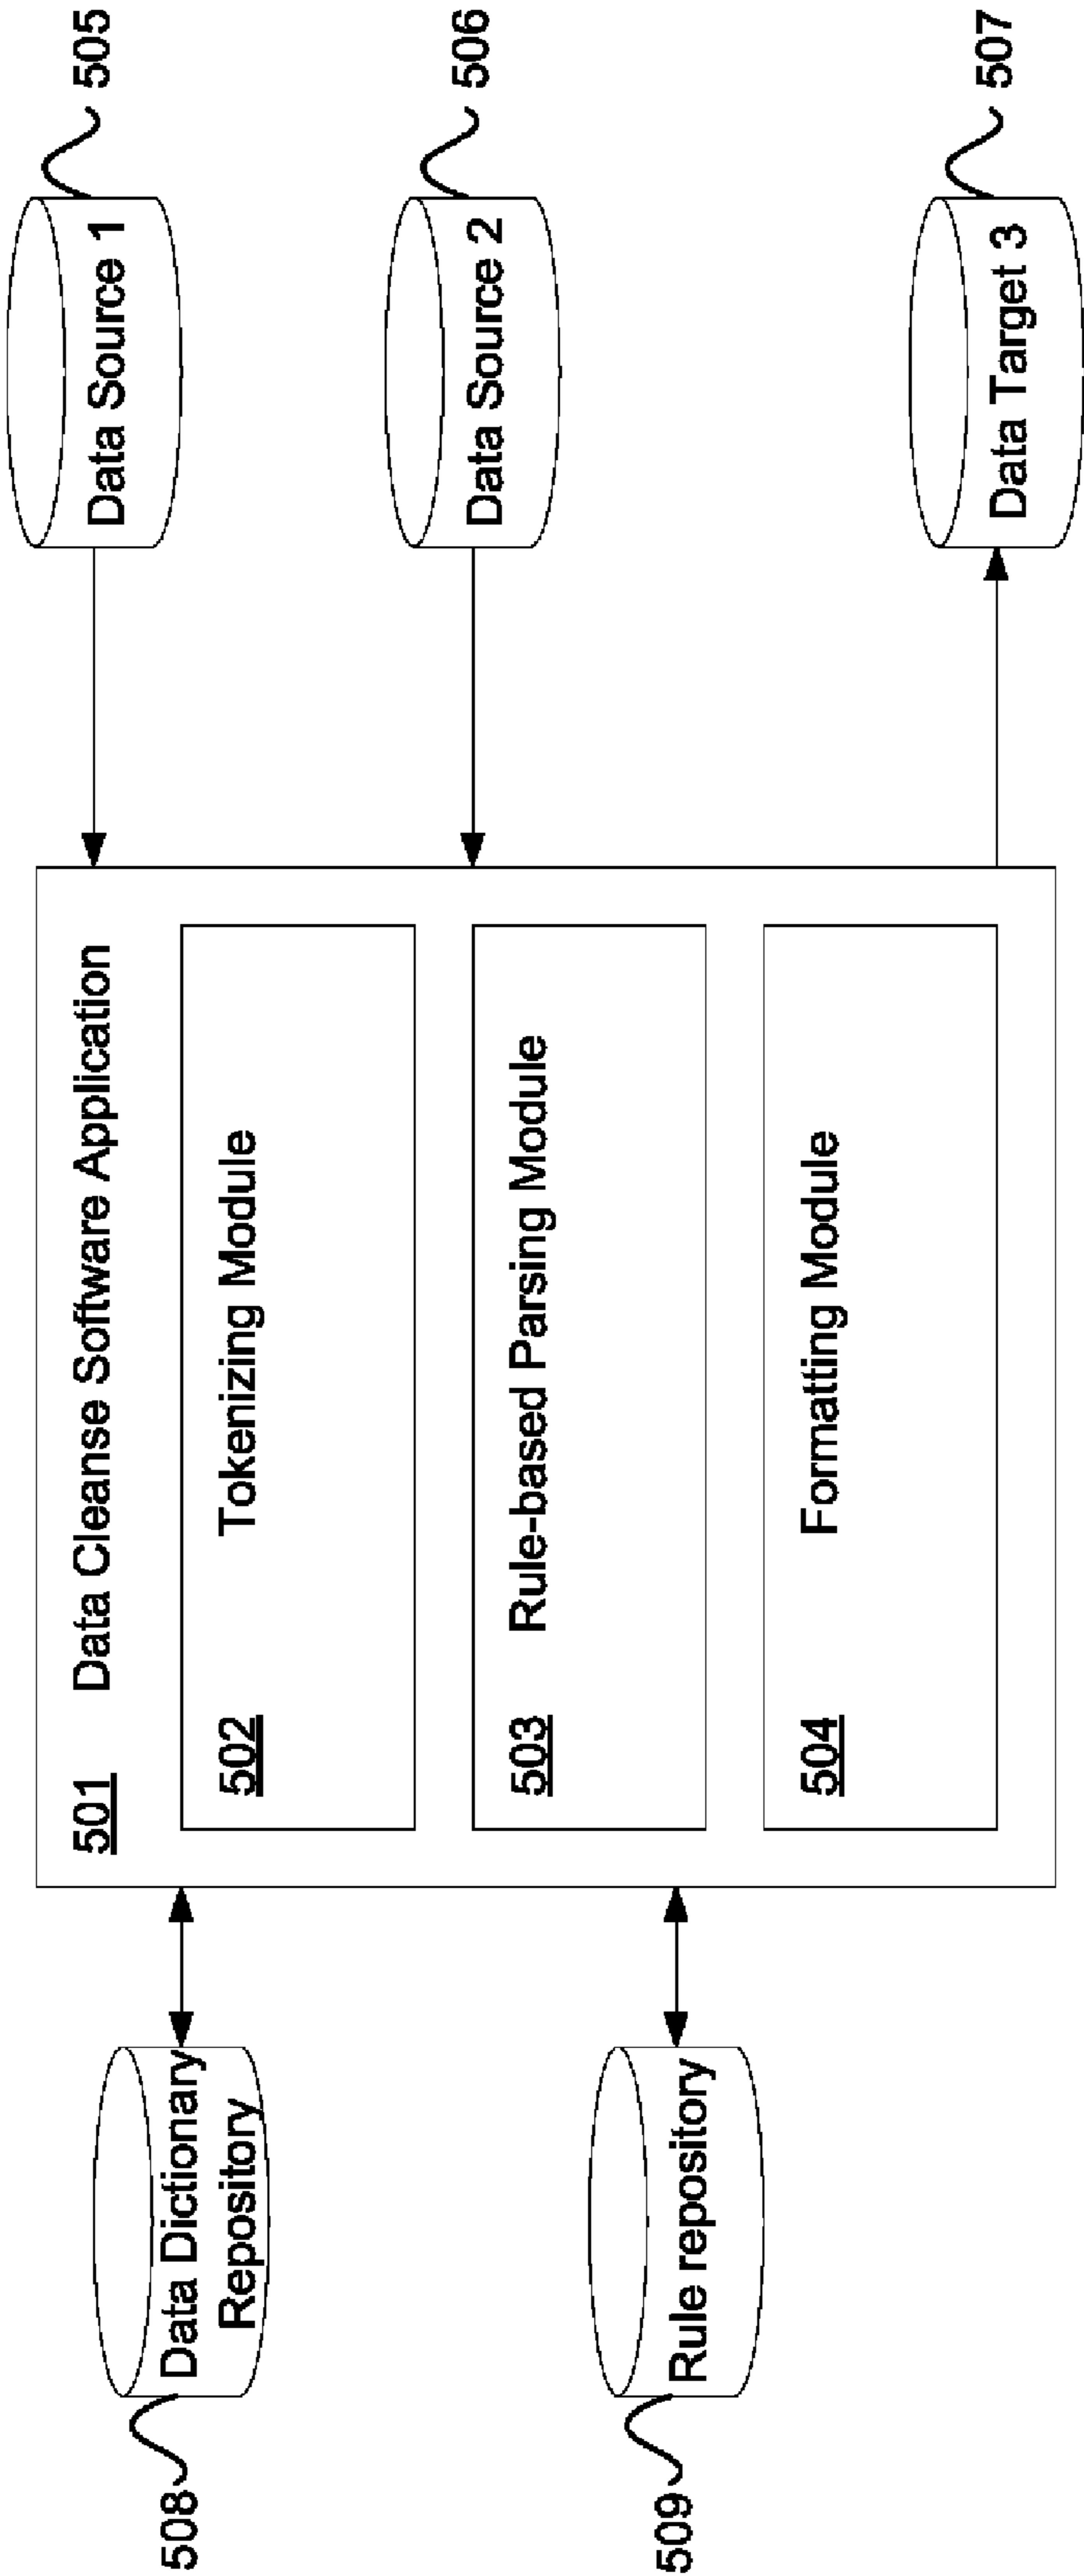 501 Data Cleanse Software Application
502 Tokenizing Module
503 Rule-based Parsing Module
504 Formatting Module
Data Dictionary
Repository
508
Rule repository
509
Data Source 1
505
Data Source 2
506
Data Target 3
507